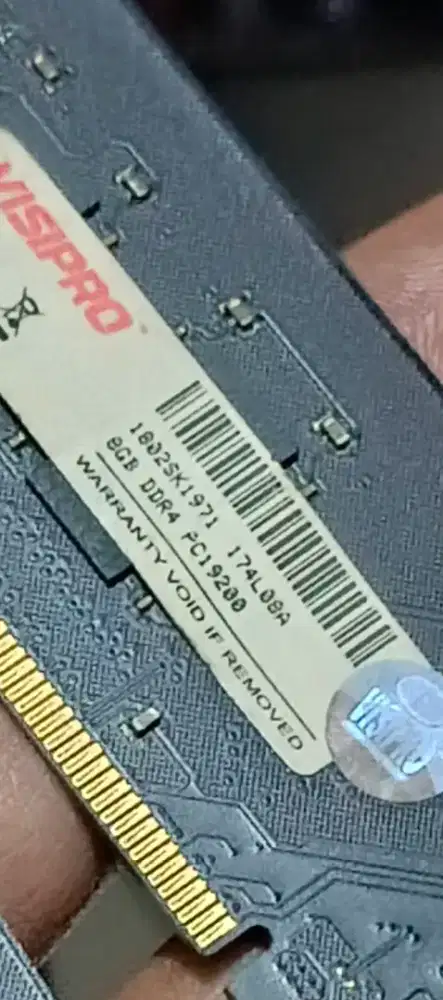 VISIPRO
1802SK1971 174L08A
8GB DDR4 PC19200
WARRANTY VOID IF REMOVED